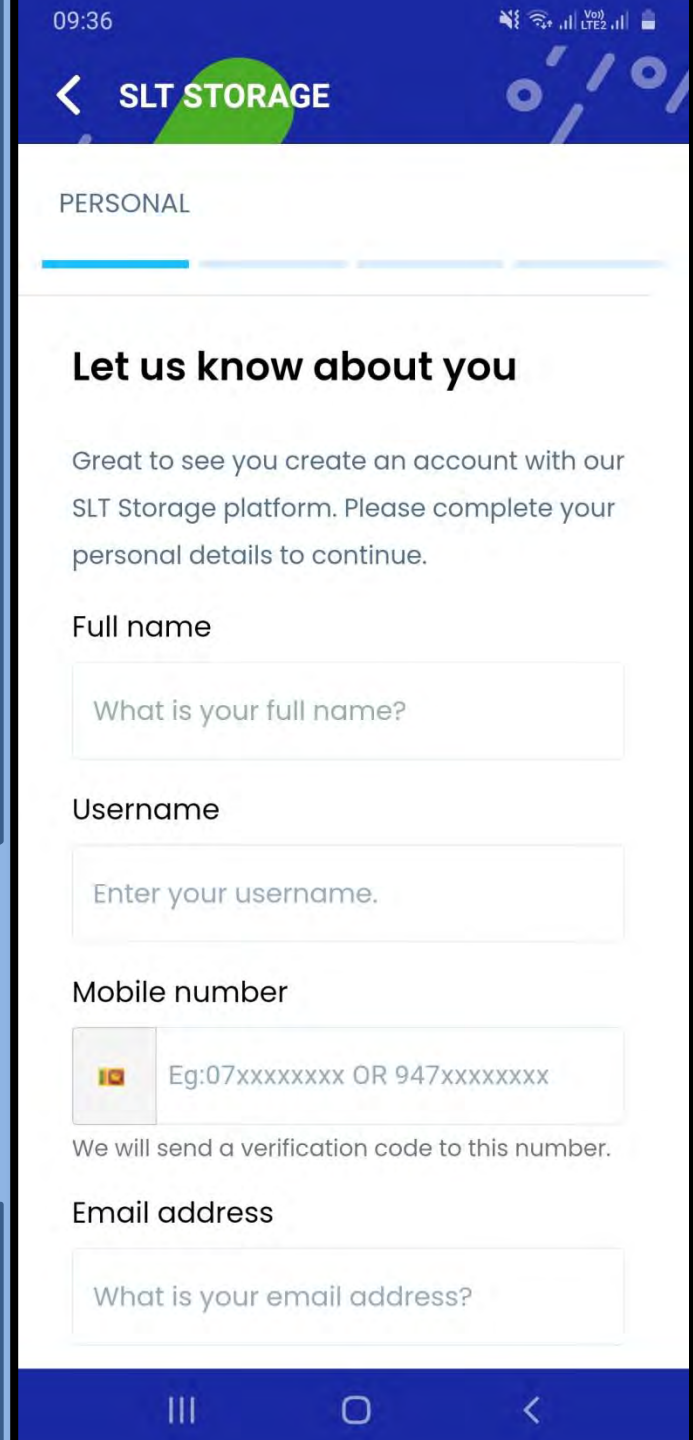 09:36
Vo)) LTE2
SLT STORAGE
PERSONAL
Let us know about you
Great to see you create an account with our
SLT Storage platform. Please complete your
personal details to continue.
Full name
What is your full name?
Username
Enter your username.
Mobile number
Eg:07xxxxxxxx OR 947xxxxxxxx
We will send a verification code to this number.
Email address
What is your email address?